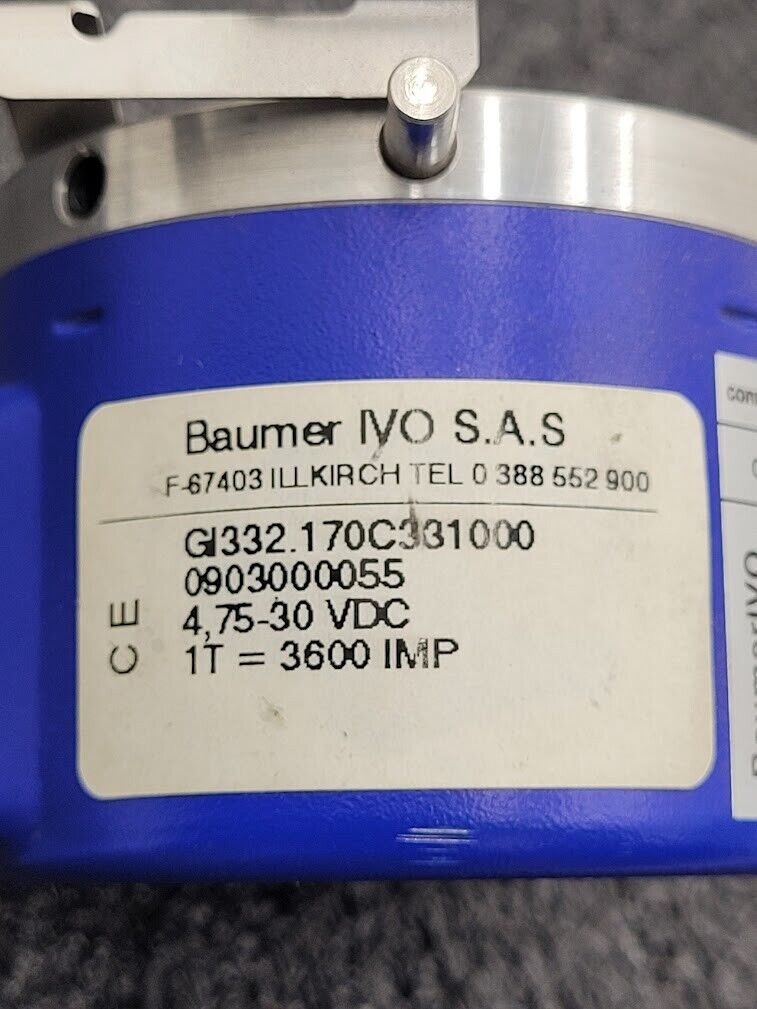 Baumer IVO S.A.S
F-67403 ILLKIRCH TEL 0 388 552 900
GI332.170C331000
0903000055
4,75-30 VDC
1T = 3600 IMP
CE